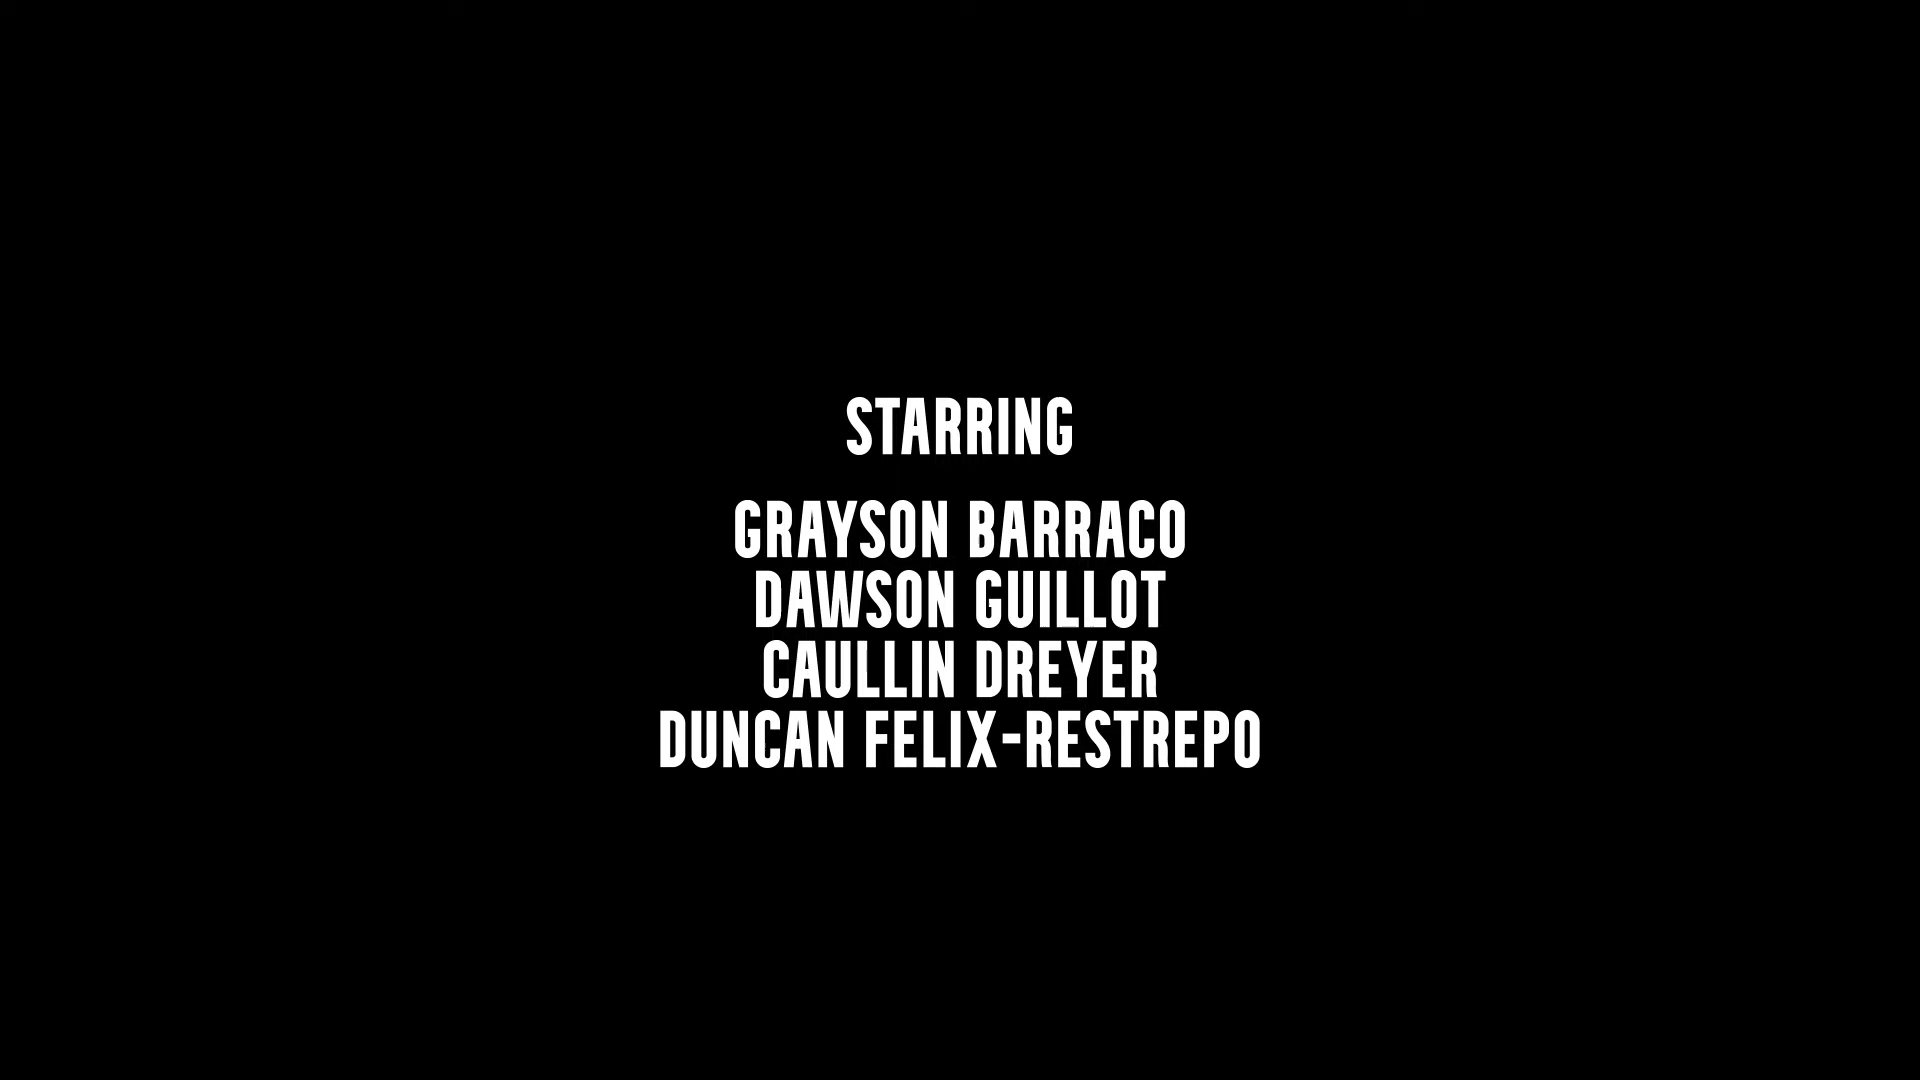 STARRING
GRAYSON BARRACO
DAWSON GUILLOT
CAULLIN DREYER
DUNCAN FELIX-RESTREPO